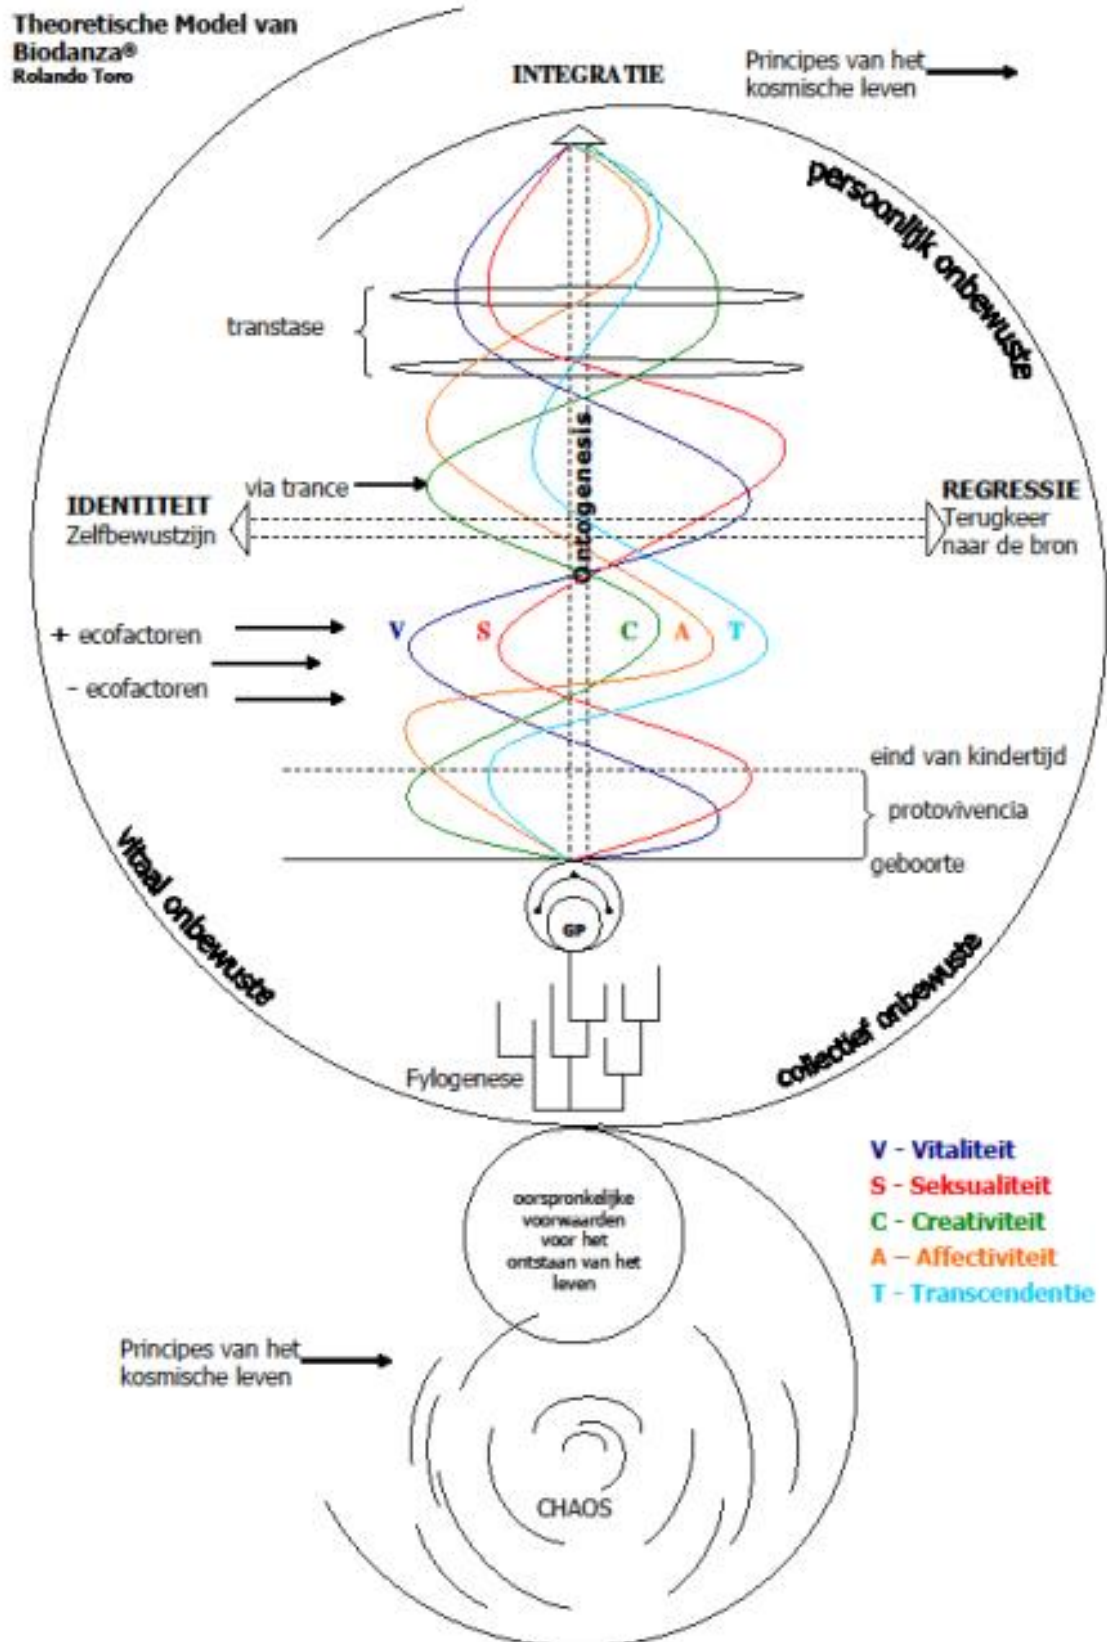 Theoretische Model van
Biodanza®
Rolando Toro
INTEGRATIE
Principes van het
kosmische leven
persoonlijk onbewuste
transtase
Ontogenesis
via trance
IDENTITEIT
Zelfbewustzijn
REGRESSIE
Terugkeer
naar de bron
+ ecofactoren
- ecofactoren
V S C A T
eind van kindertijd
protovivencia
geboorte
vitaal onbewuste
GP
collectief onbewuste
Fylogenese
oorspronkelijke
voorwaarden
voor het
ontstaan van het
leven
V - Vitaliteit
S - Seksualiteit
C - Creativiteit
A – Affectiviteit
T - Transcendentie
Principes van het
kosmische leven
CHAOS